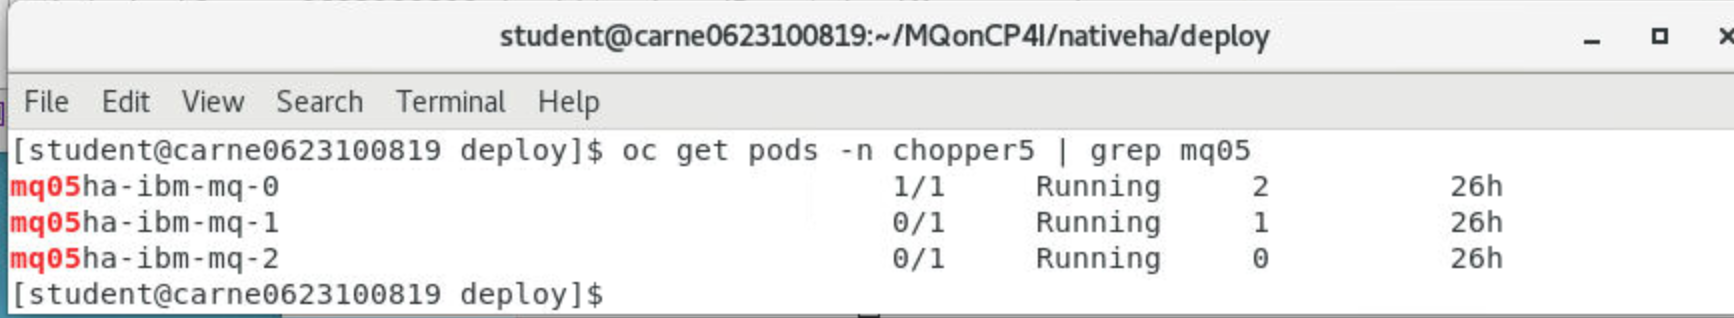 student@carne0623100819:~/MQonCP4I/nativeha/deploy
File Edit View Search Terminal Help
[student@carne0623100819 deploy]$ oc get pods -n chopper5 | grep mq05
mq05ha-ibm-mq-0 1/1 Running 2 26h
mq05ha-ibm-mq-1 0/1 Running 1 26h
mq05ha-ibm-mq-2 0/1 Running 0 26h
[student@carne0623100819 deploy]$